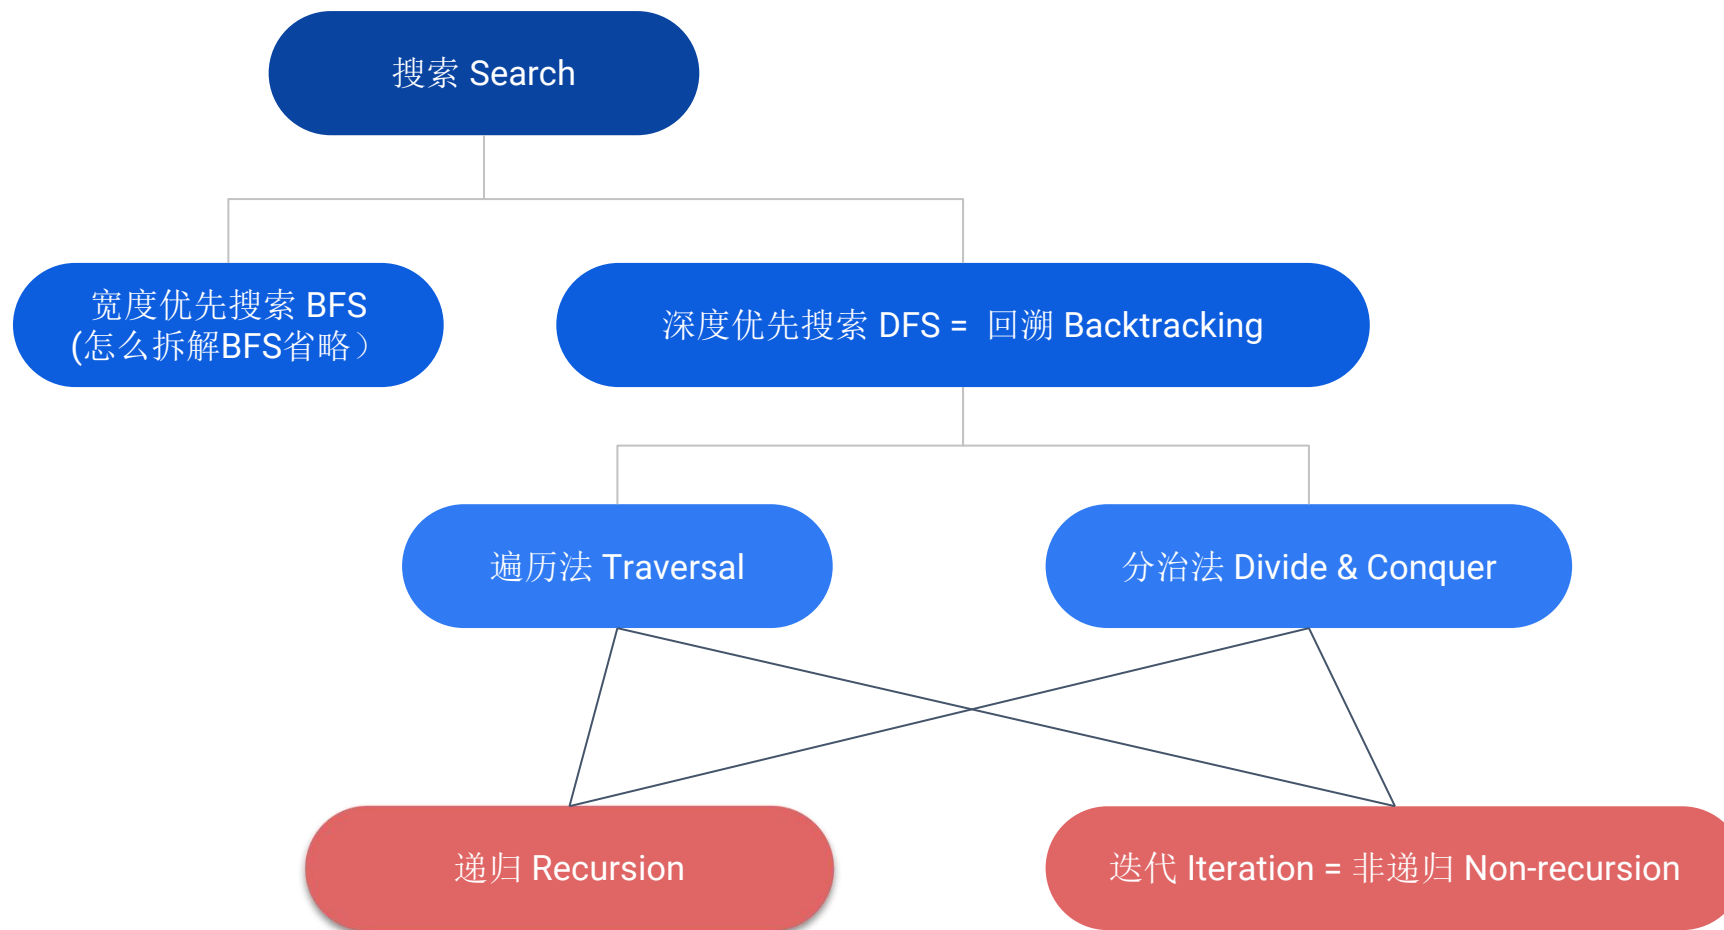 搜索 Search
宽度优先搜索 BFS
(怎么拆解BFS省略）
深度优先搜索 DFS = 回溯 Backtracking
遍历法 Traversal
分治法 Divide & Conquer
递归 Recursion
迭代 Iteration = 非递归 Non-recursion